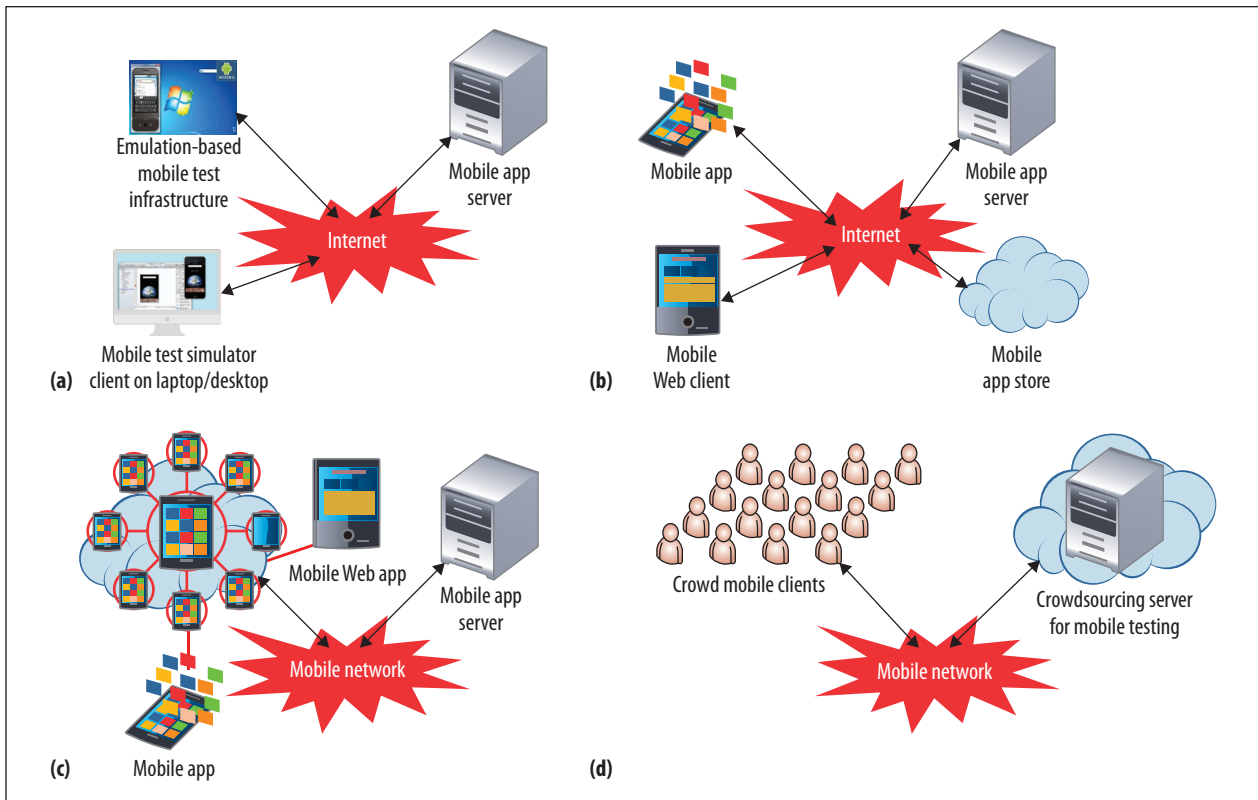 Emulation-based
mobile test
infrastructure
Mobile app
server
Internet
Mobile test simulator
client on laptop/desktop
(a)
Mobile app
Mobile app
server
Internet
Mobile
Web client
Mobile
app store
(b)
Mobile Web app
Mobile app
server
Mobile network
Mobile app
(c)
Crowd mobile clients
Crowdsourcing server
for mobile testing
Mobile network
(d)